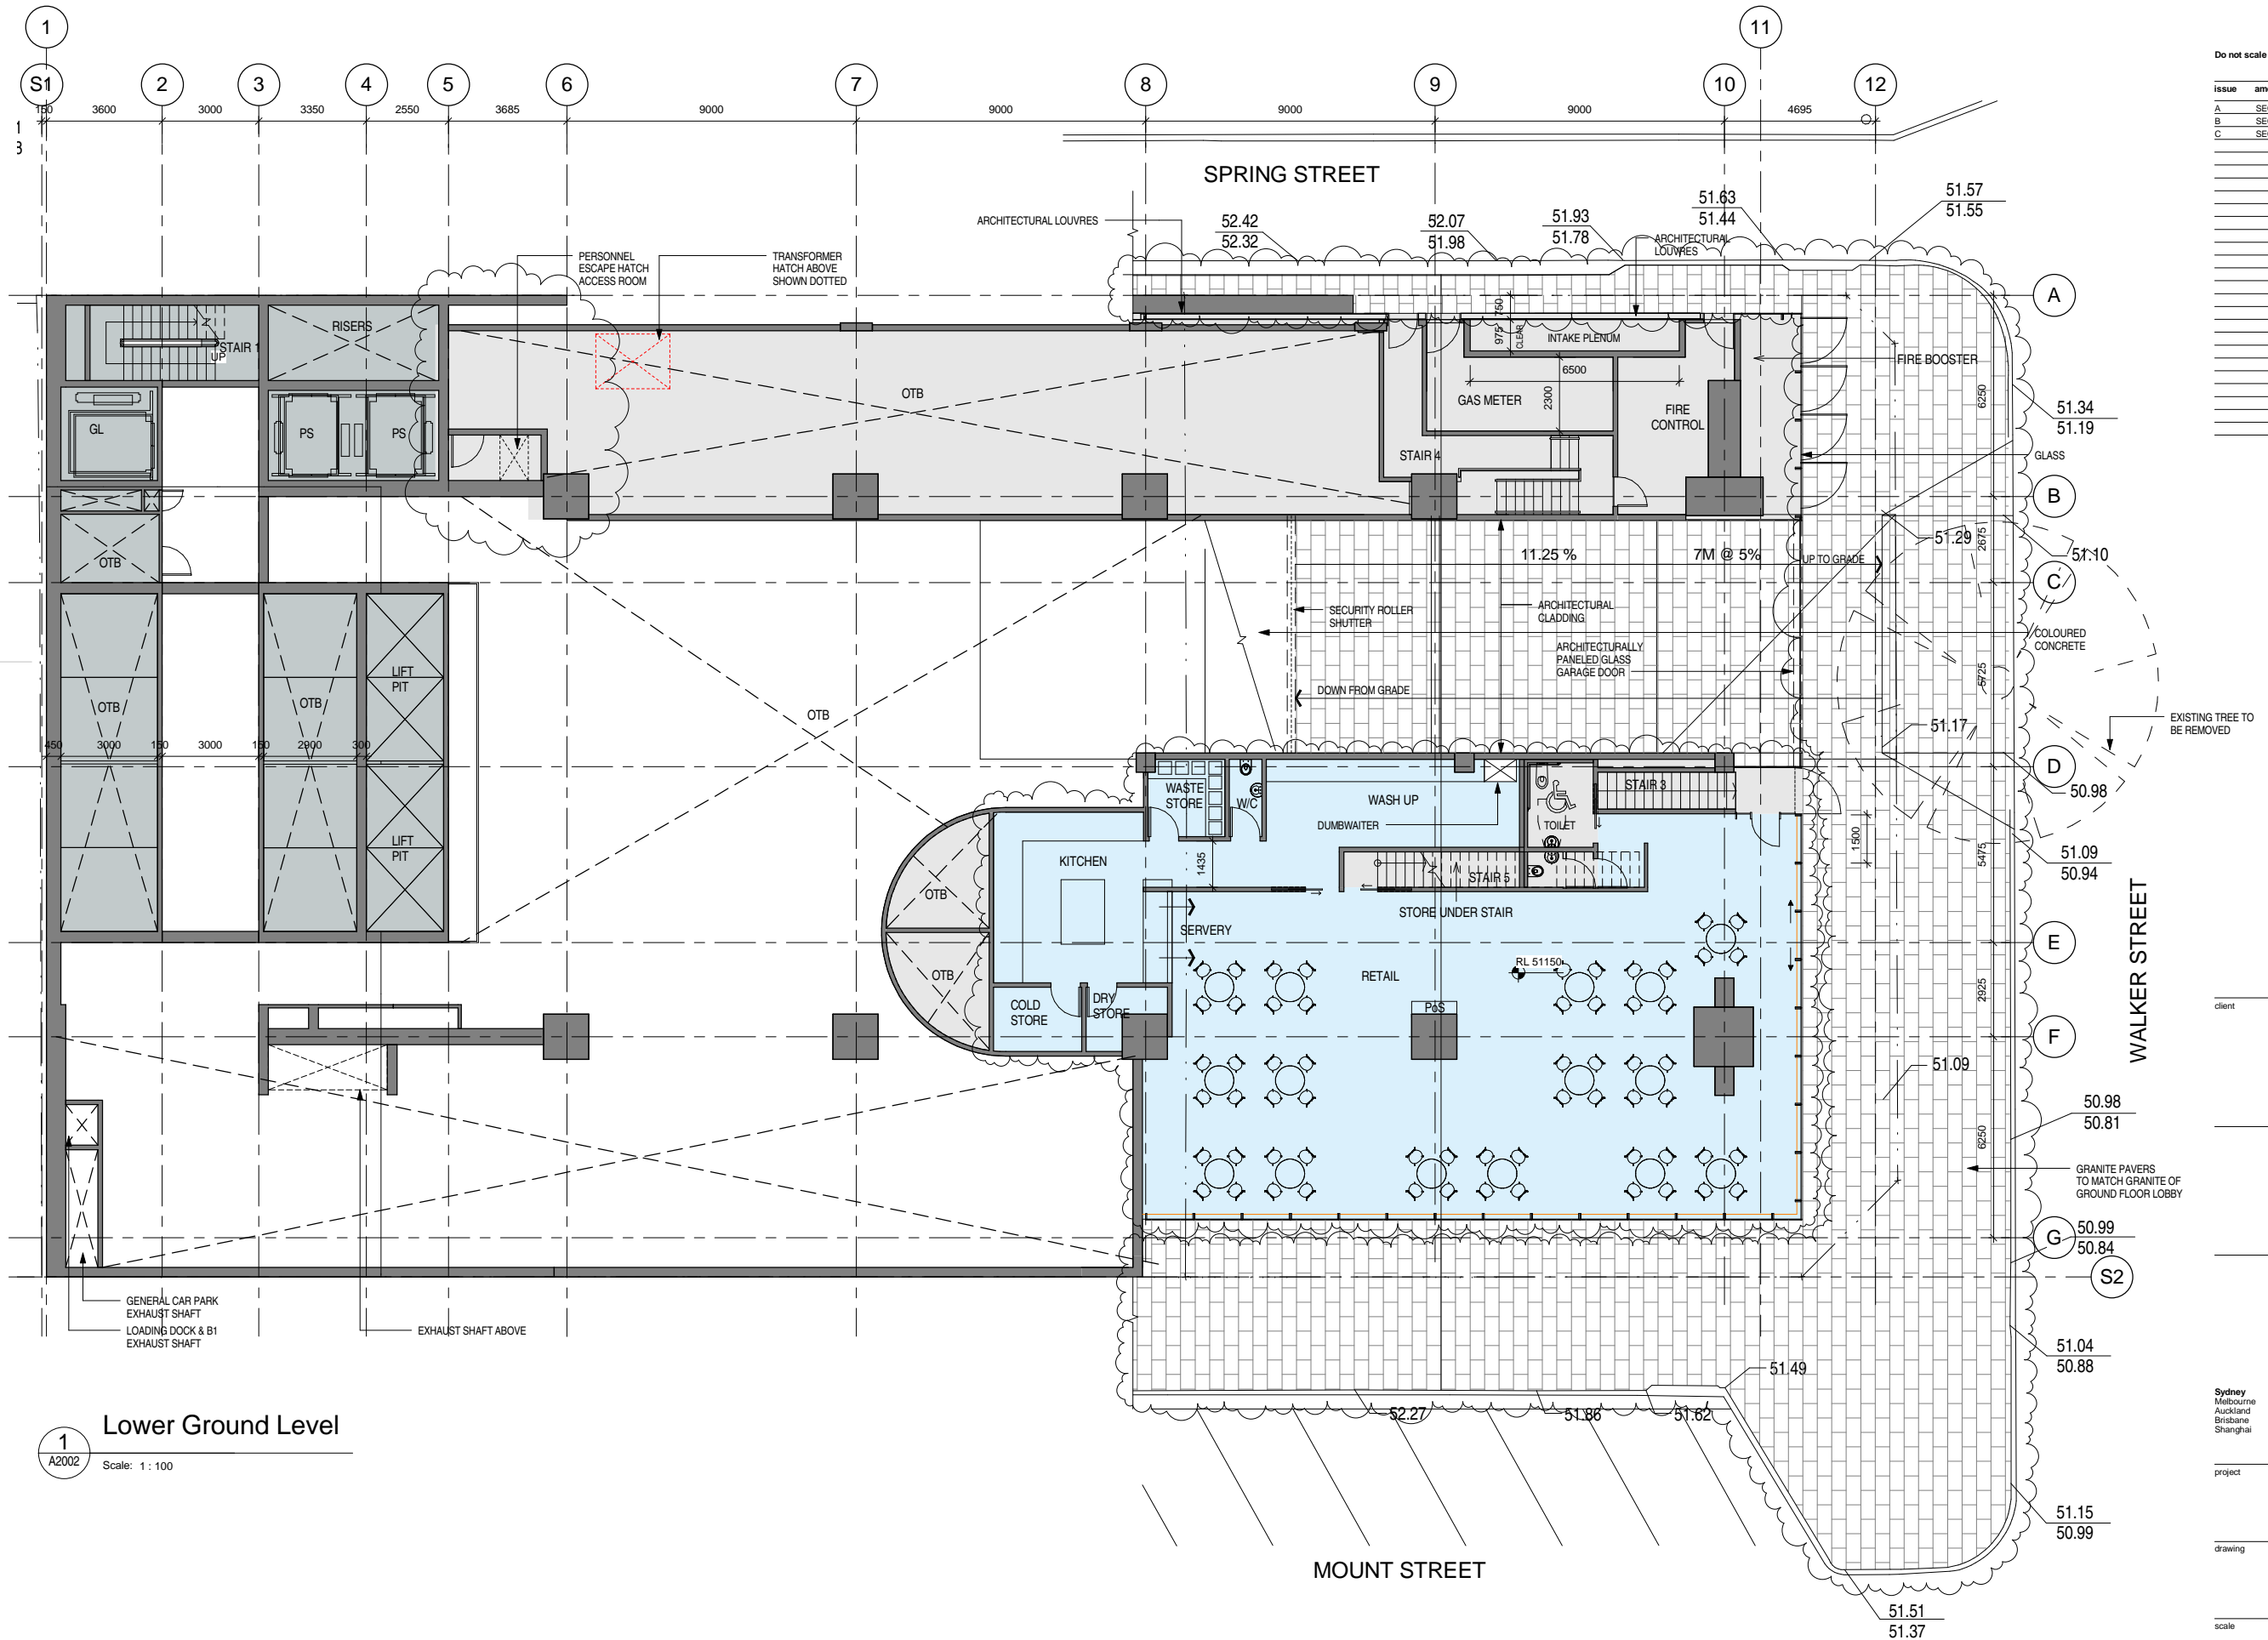 1
11
S1
2
3
4
5
6
7
8
9
10
12
150
3600
3000
3350
2550
3685
9000
9000
9000
9000
4695
SPRING STREET
ARCHITECTURAL LOUVRES
52.42
52.32
52.07
51.98
51.93
51.78
51.63
51.44
51.57
51.55
ARCHITECTURAL
LOUVRES
PERSONNEL
ESCAPE HATCH
ACCESS ROOM
TRANSFORMER
HATCH ABOVE
SHOWN DOTTED
A
RISERS
STAIR 1
UP
750
975
CLEAR
INTAKE PLENUM
6500
FIRE BOOSTER
GL
PS
PS
OTB
GAS METER
2300
FIRE
CONTROL
6250
51.34
51.19
STAIR 4
GLASS
B
OTB
11.25 %
7M @ 5%
UP TO GRADE
51.29
2675
51.10
C
SECURITY ROLLER
SHUTTER
ARCHITECTURAL
CLADDING
COLOURED
CONCRETE
ARCHITECTURALLY
PANELED GLASS
GARAGE DOOR
LIFT
PIT
DOWN FROM GRADE
5725
OTB
OTB
OTB
51.17
EXISTING TREE TO
BE REMOVED
450
3000
150
3000
150
2900
300
D
WASTE
STORE
W/C
WASH UP
STAIR 3
50.98
DUMBWAITER
TOILET
1500
LIFT
PIT
KITCHEN
1435
5475
51.09
50.94
STAIR 5
OTB
STORE UNDER STAIR
SERVERY
WALKER STREET
E
OTB
RETAIL
RL 51150
COLD
STORE
DRY
STORE
PoS
2925
F
51.09
50.98
50.81
6250
GRANITE PAVERS
TO MATCH GRANITE OF
GROUND FLOOR LOBBY
G
50.99
50.84
S2
GENERAL CAR PARK
EXHAUST SHAFT
LOADING DOCK & B1
EXHAUST SHAFT
EXHAUST SHAFT ABOVE
51.04
50.88
51.49
52.27
51.86
51.62
1
A2002
Lower Ground Level
Scale: 1 : 100
51.15
50.99
MOUNT STREET
51.51
51.37
Do not scale
issue
A
B
C
client
Sydney
Melbourne
Auckland
Brisbane
Shanghai
project
drawing
scale